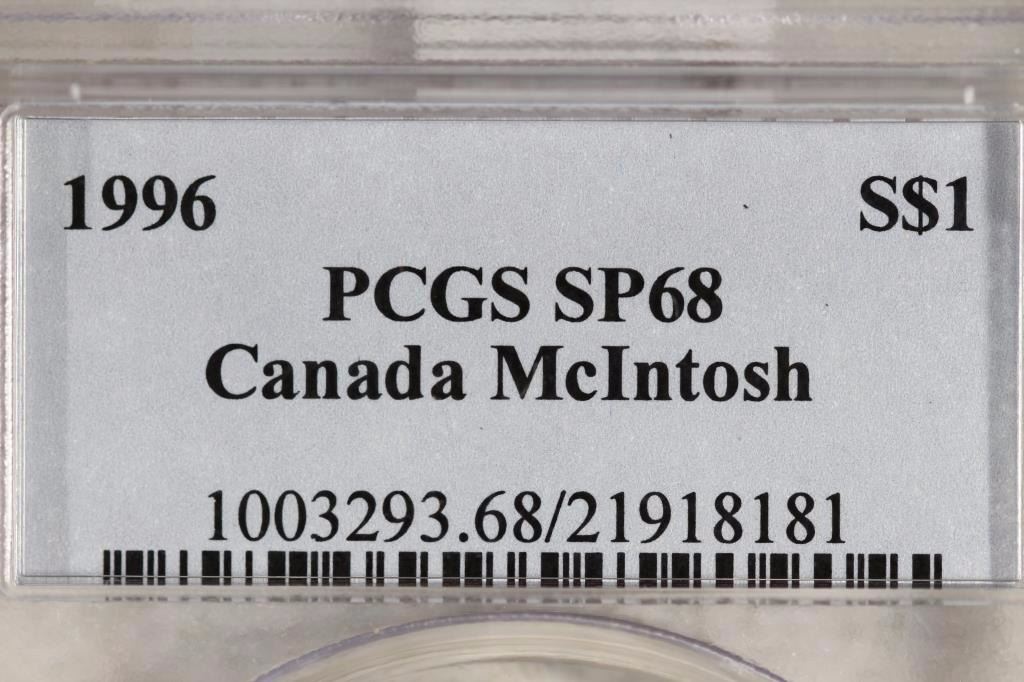 1996 S$1
PCGS SP68
Canada McIntosh
1003293.68/21918181